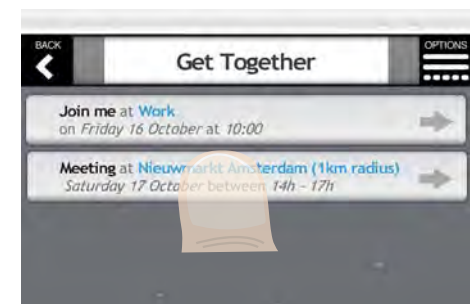 BACK
Get Together
OPTIONS
Join me at Work
on Friday 16 October at 10:00
Meeting at Nieuwmarkt Amsterdam (1km radius)
Saturday 17 October between 14h - 17h